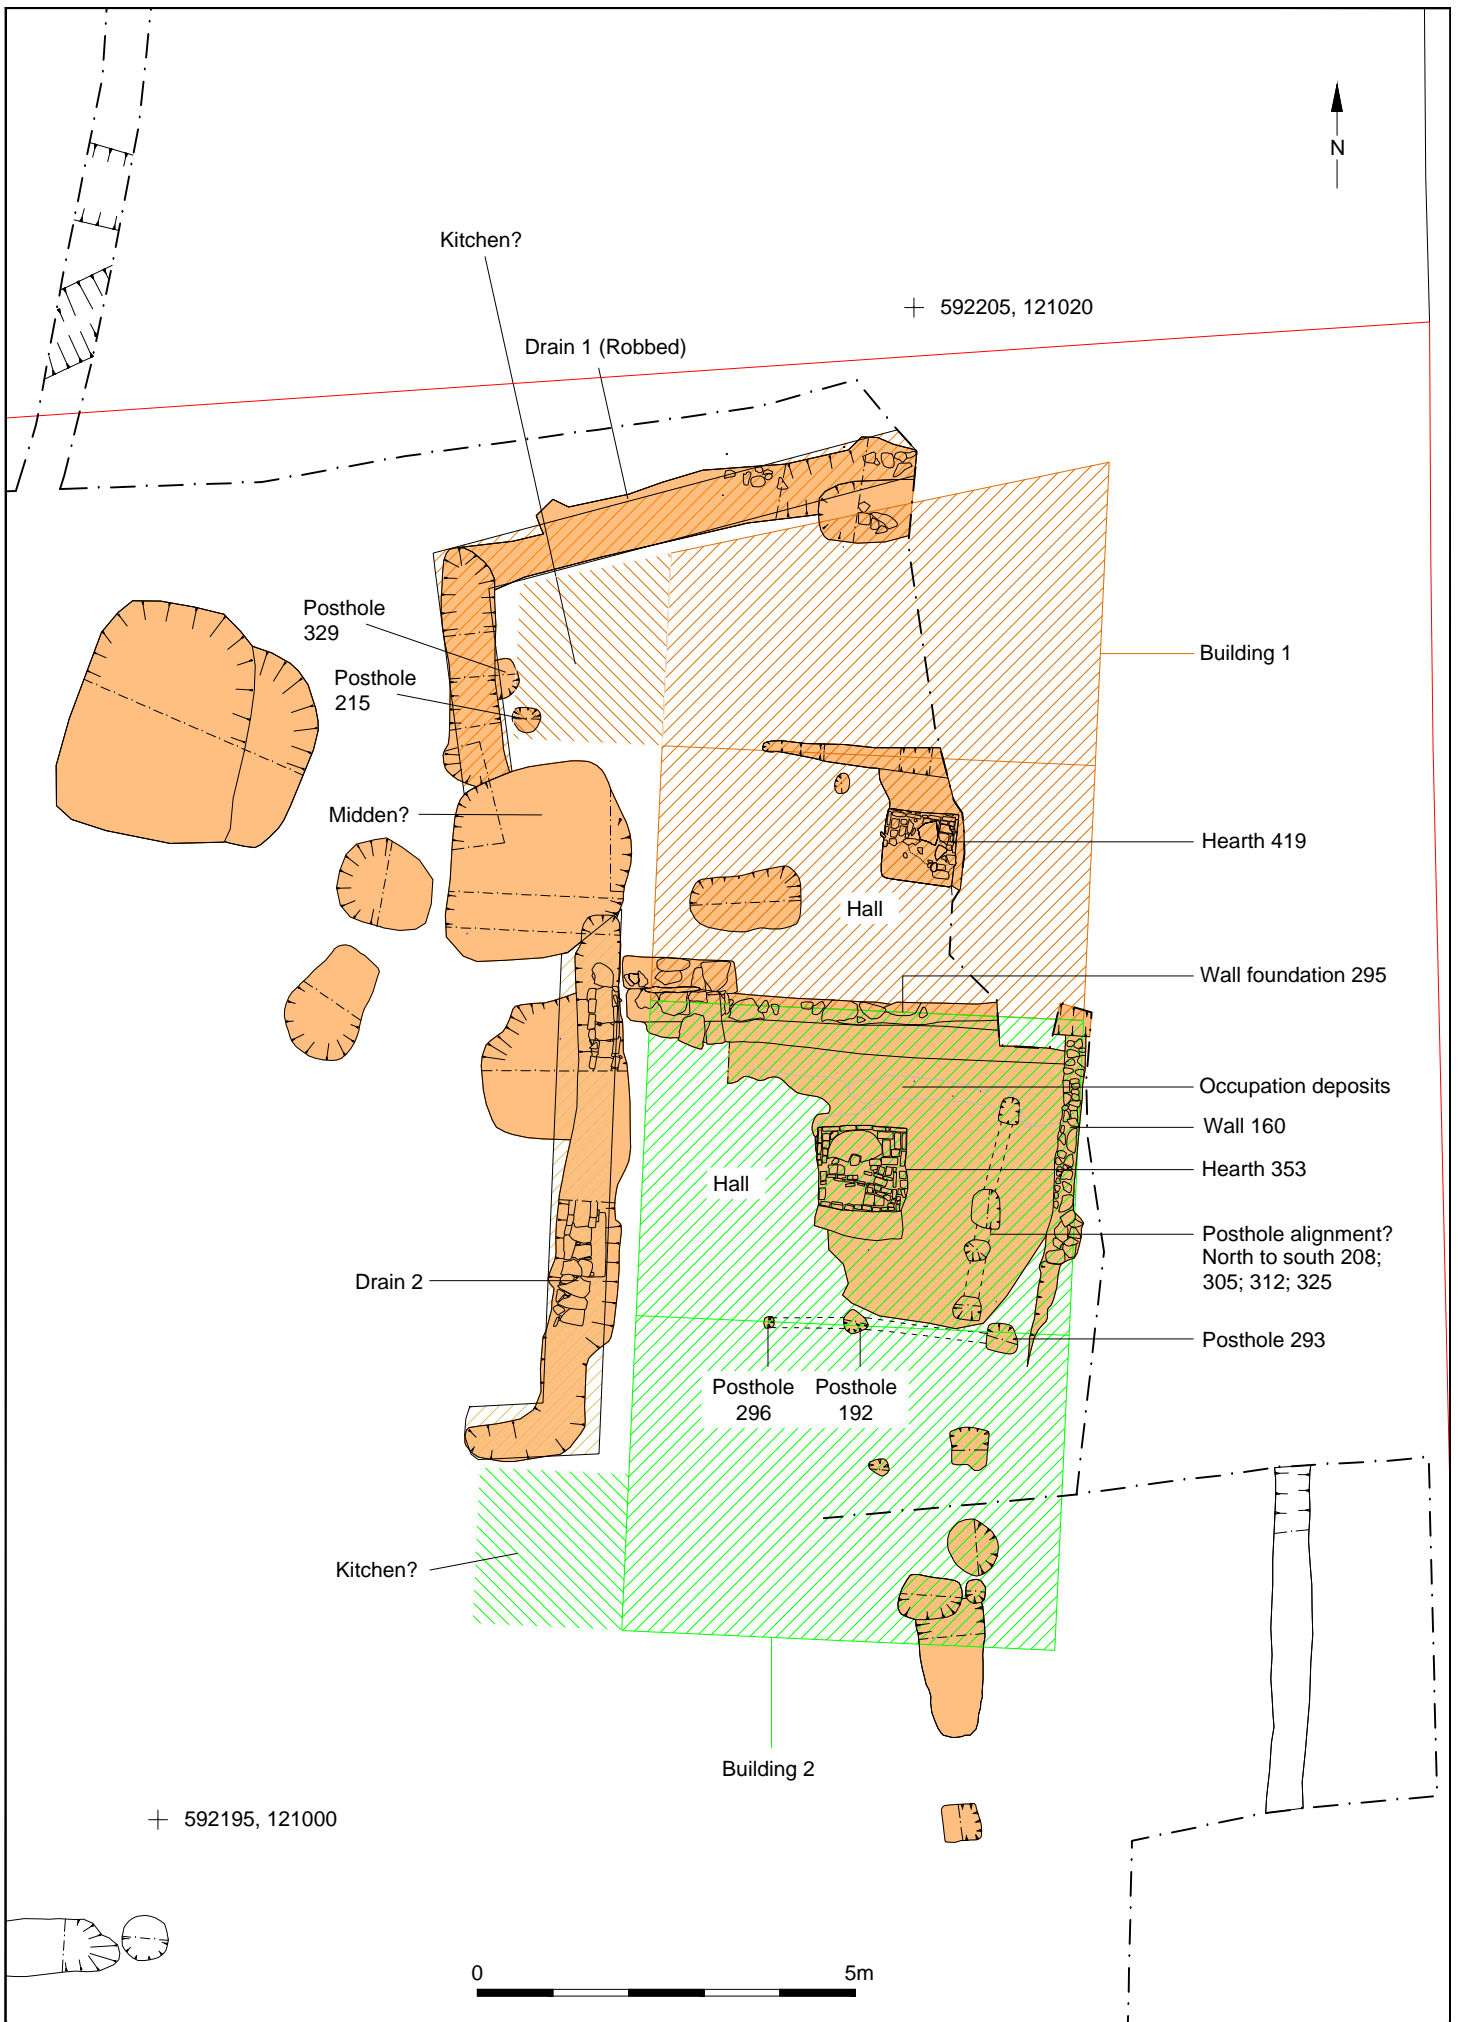 N
Kitchen?
592205, 121020
Drain 1 (Robbed)
Posthole
329
Building 1
Posthole
215
Midden?
Hearth 419
Hall
Wall foundation 295
Occupation deposits
Wall 160
Hearth 353
Hall
Posthole alignment?
North to south 208;
305; 312; 325
Drain 2
Posthole 293
Posthole
296
Posthole
192
Kitchen?
Building 2
592195, 121000
0
5m